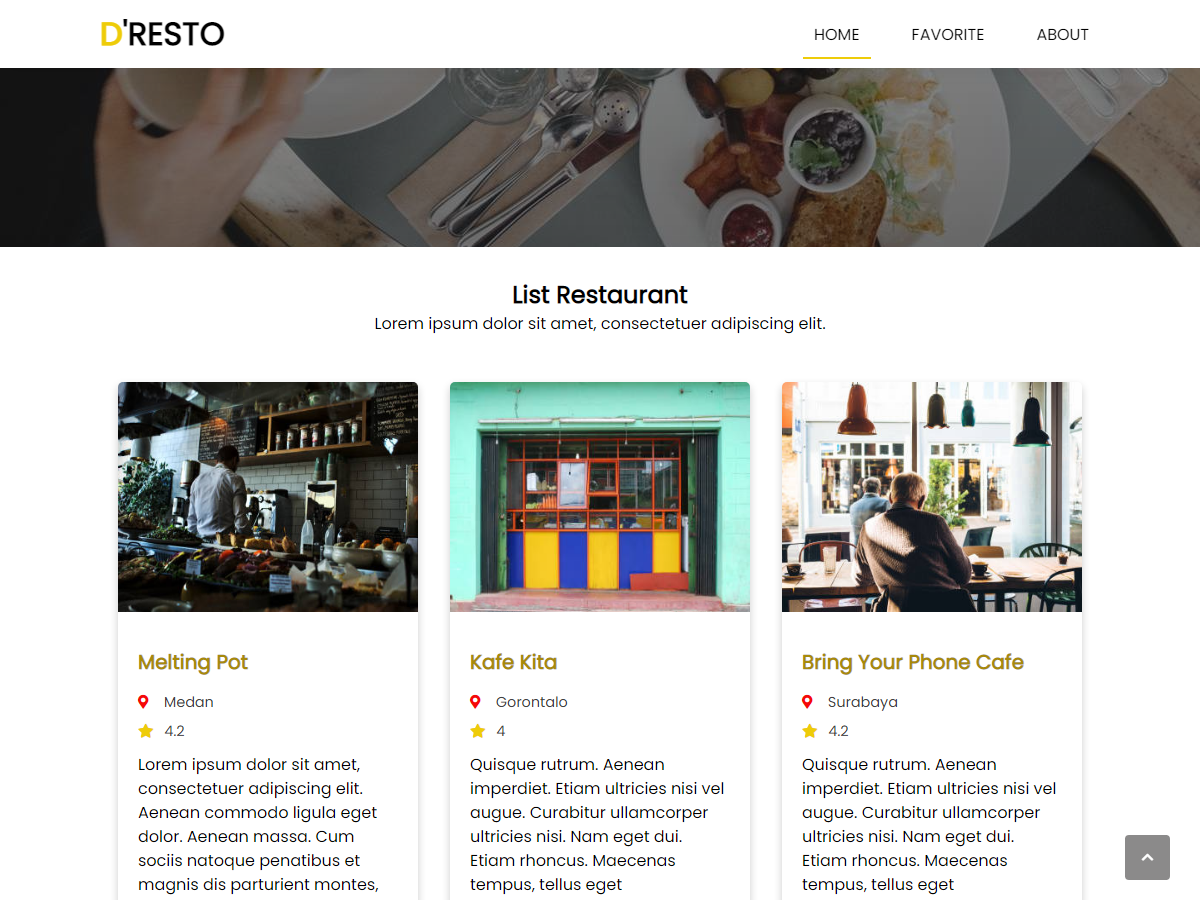 D'RESTO
HOME
FAVORITE
ABOUT
List Restaurant
Lorem ipsum dolor sit amet, consectetuer adipiscing elit.
Melting Pot
Medan
4.2
Lorem ipsum dolor sit amet,
consectetuer adipiscing elit.
Aenean commodo ligula eget
dolor. Aenean massa. Cum
sociis natoque penatibus et
magnis dis parturient montes,
Kafe Kita
Gorontalo
4
Quisque rutrum. Aenean
imperdiet. Etiam ultricies nisi vel
augue. Curabitur ullamcorper
ultricies nisi. Nam eget dui.
Etiam rhoncus. Maecenas
tempus, tellus eget
Bring Your Phone Cafe
Surabaya
4.2
Quisque rutrum. Aenean
imperdiet. Etiam ultricies nisi vel
augue. Curabitur ullamcorper
ultricies nisi. Nam eget dui.
Etiam rhoncus. Maecenas
tempus, tellus eget